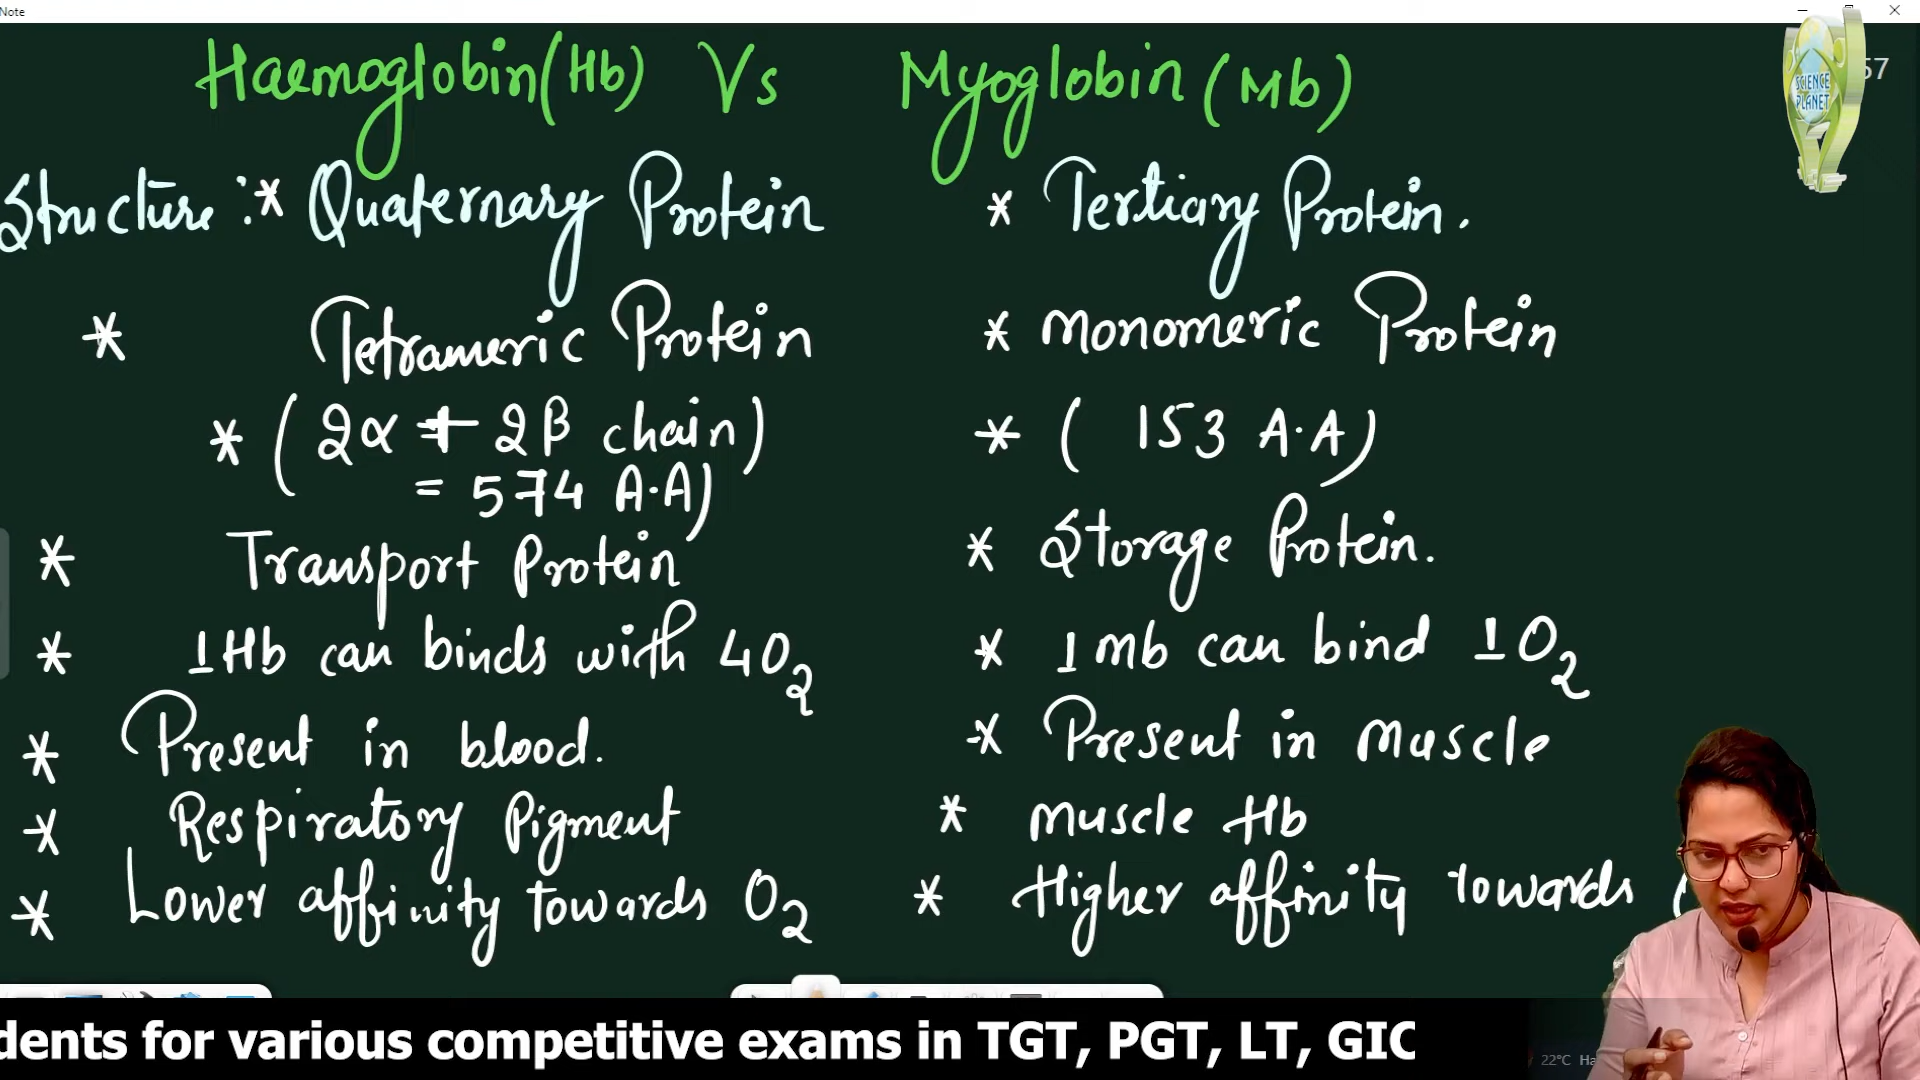 Note
Haemoglobin(Hb) Vs Myoglobin (Mb)
SCIENCE PLANET
57
Structure :* Quaternary Protein
* Tertiary Protein.
* Tetrameric Protein
* Monomeric Protein
* (2α + 2β chain)
= 574 A.A)
* ( 153 A.A)
* Transport Protein
* Storage Protein.
* 1Hb can binds with 4O2
* 1 Mb can bind 1O2
* Present in blood.
* Present in Muscle
* Respiratory Pigment
* Muscle Hb
* Lower affinity towards O2
* Higher affinity towards
dents for various competitive exams in TGT, PGT, LT, GIC
22°C